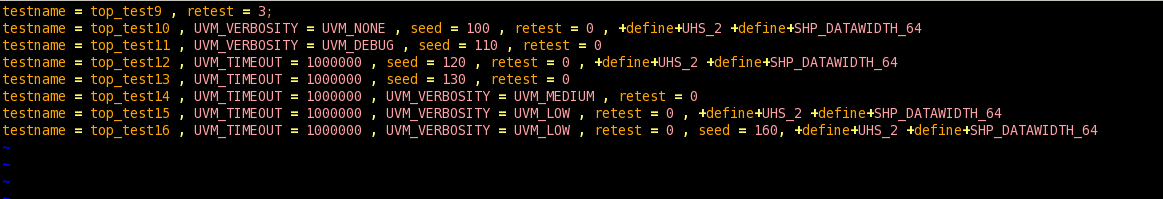 testname = top_test9 , retest = 3;
testname = top_test10 , UVM_VERBOSITY = UVM_NONE , seed = 100 , retest = 0 , +define+UHS_2 +define+SHP_DATAWIDTH_64
testname = top_test11 , UVM_VERBOSITY = UVM_DEBUG , seed = 110 , retest = 0
testname = top_test12 , UVM_TIMEOUT = 1000000 , seed = 120 , retest = 0 , +define+UHS_2 +define+SHP_DATAWIDTH_64
testname = top_test13 , UVM_TIMEOUT = 1000000 , seed = 130 , retest = 0
testname = top_test14 , UVM_TIMEOUT = 1000000 , UVM_VERBOSITY = UVM_MEDIUM , retest = 0
testname = top_test15 , UVM_TIMEOUT = 1000000 , UVM_VERBOSITY = UVM_LOW , retest = 0 , +define+UHS_2 +define+SHP_DATAWIDTH_64
testname = top_test16 , UVM_TIMEOUT = 1000000 , UVM_VERBOSITY = UVM_LOW , retest = 0 , seed = 160, +define+UHS_2 +define+SHP_DATAWIDTH_64
~
~
~
~